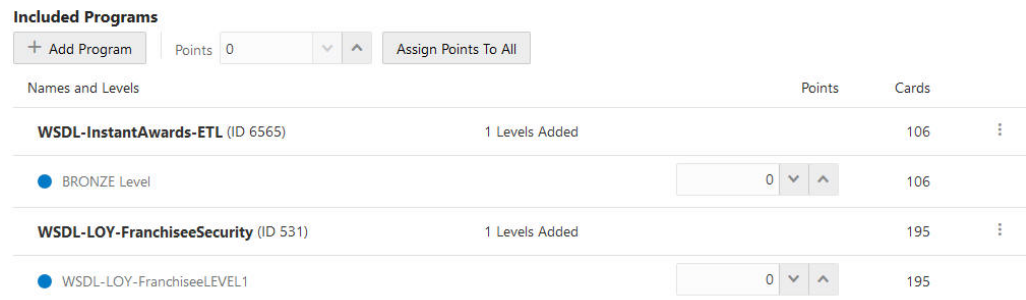 Included Programs
+ Add Program Points 0 Assign Points To All
Names and Levels Points Cards
WSDL-InstantAwards-ETL (ID 6565) 1 Levels Added 106
BRONZE Level 0 106
WSDL-LOY-FranchiseeSecurity (ID 531) 1 Levels Added 195
WSDL-LOY-FranchiseeLEVEL1 0 195